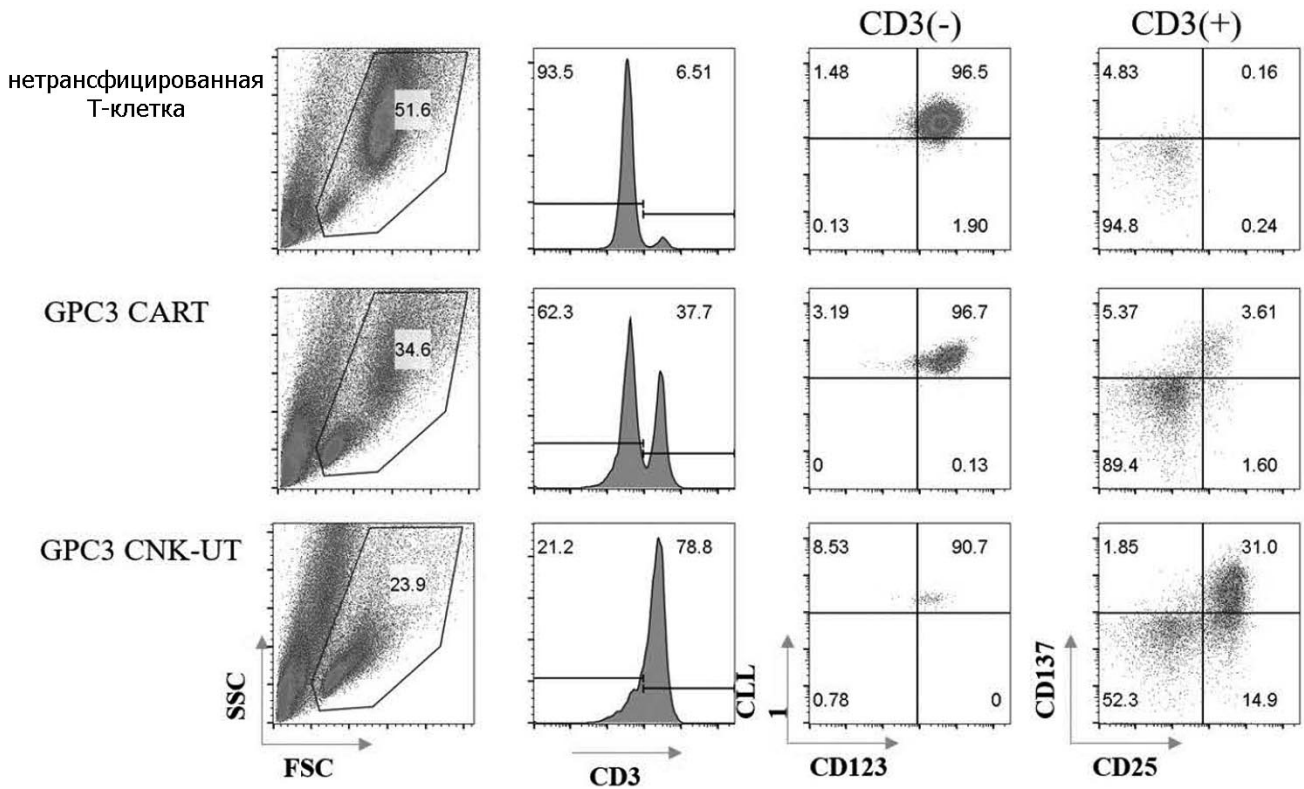 CD3(-) CD3(+)
нетрансфицированная
Т-клетка
51.6
93.5 6.51
1.48 96.5
0.13 1.90
4.83 0.16
94.8 0.24
GPC3 CART
34.6
62.3 37.7
3.19 96.7
0 0.13
5.37 3.61
89.4 1.60
GPC3 CNK-UT
23.9
21.2 78.8
8.53 90.7
0.78 0
1.85 31.0
52.3 14.9
SSC
FSC
CD3
CLL
1
CD123
CD137
CD25